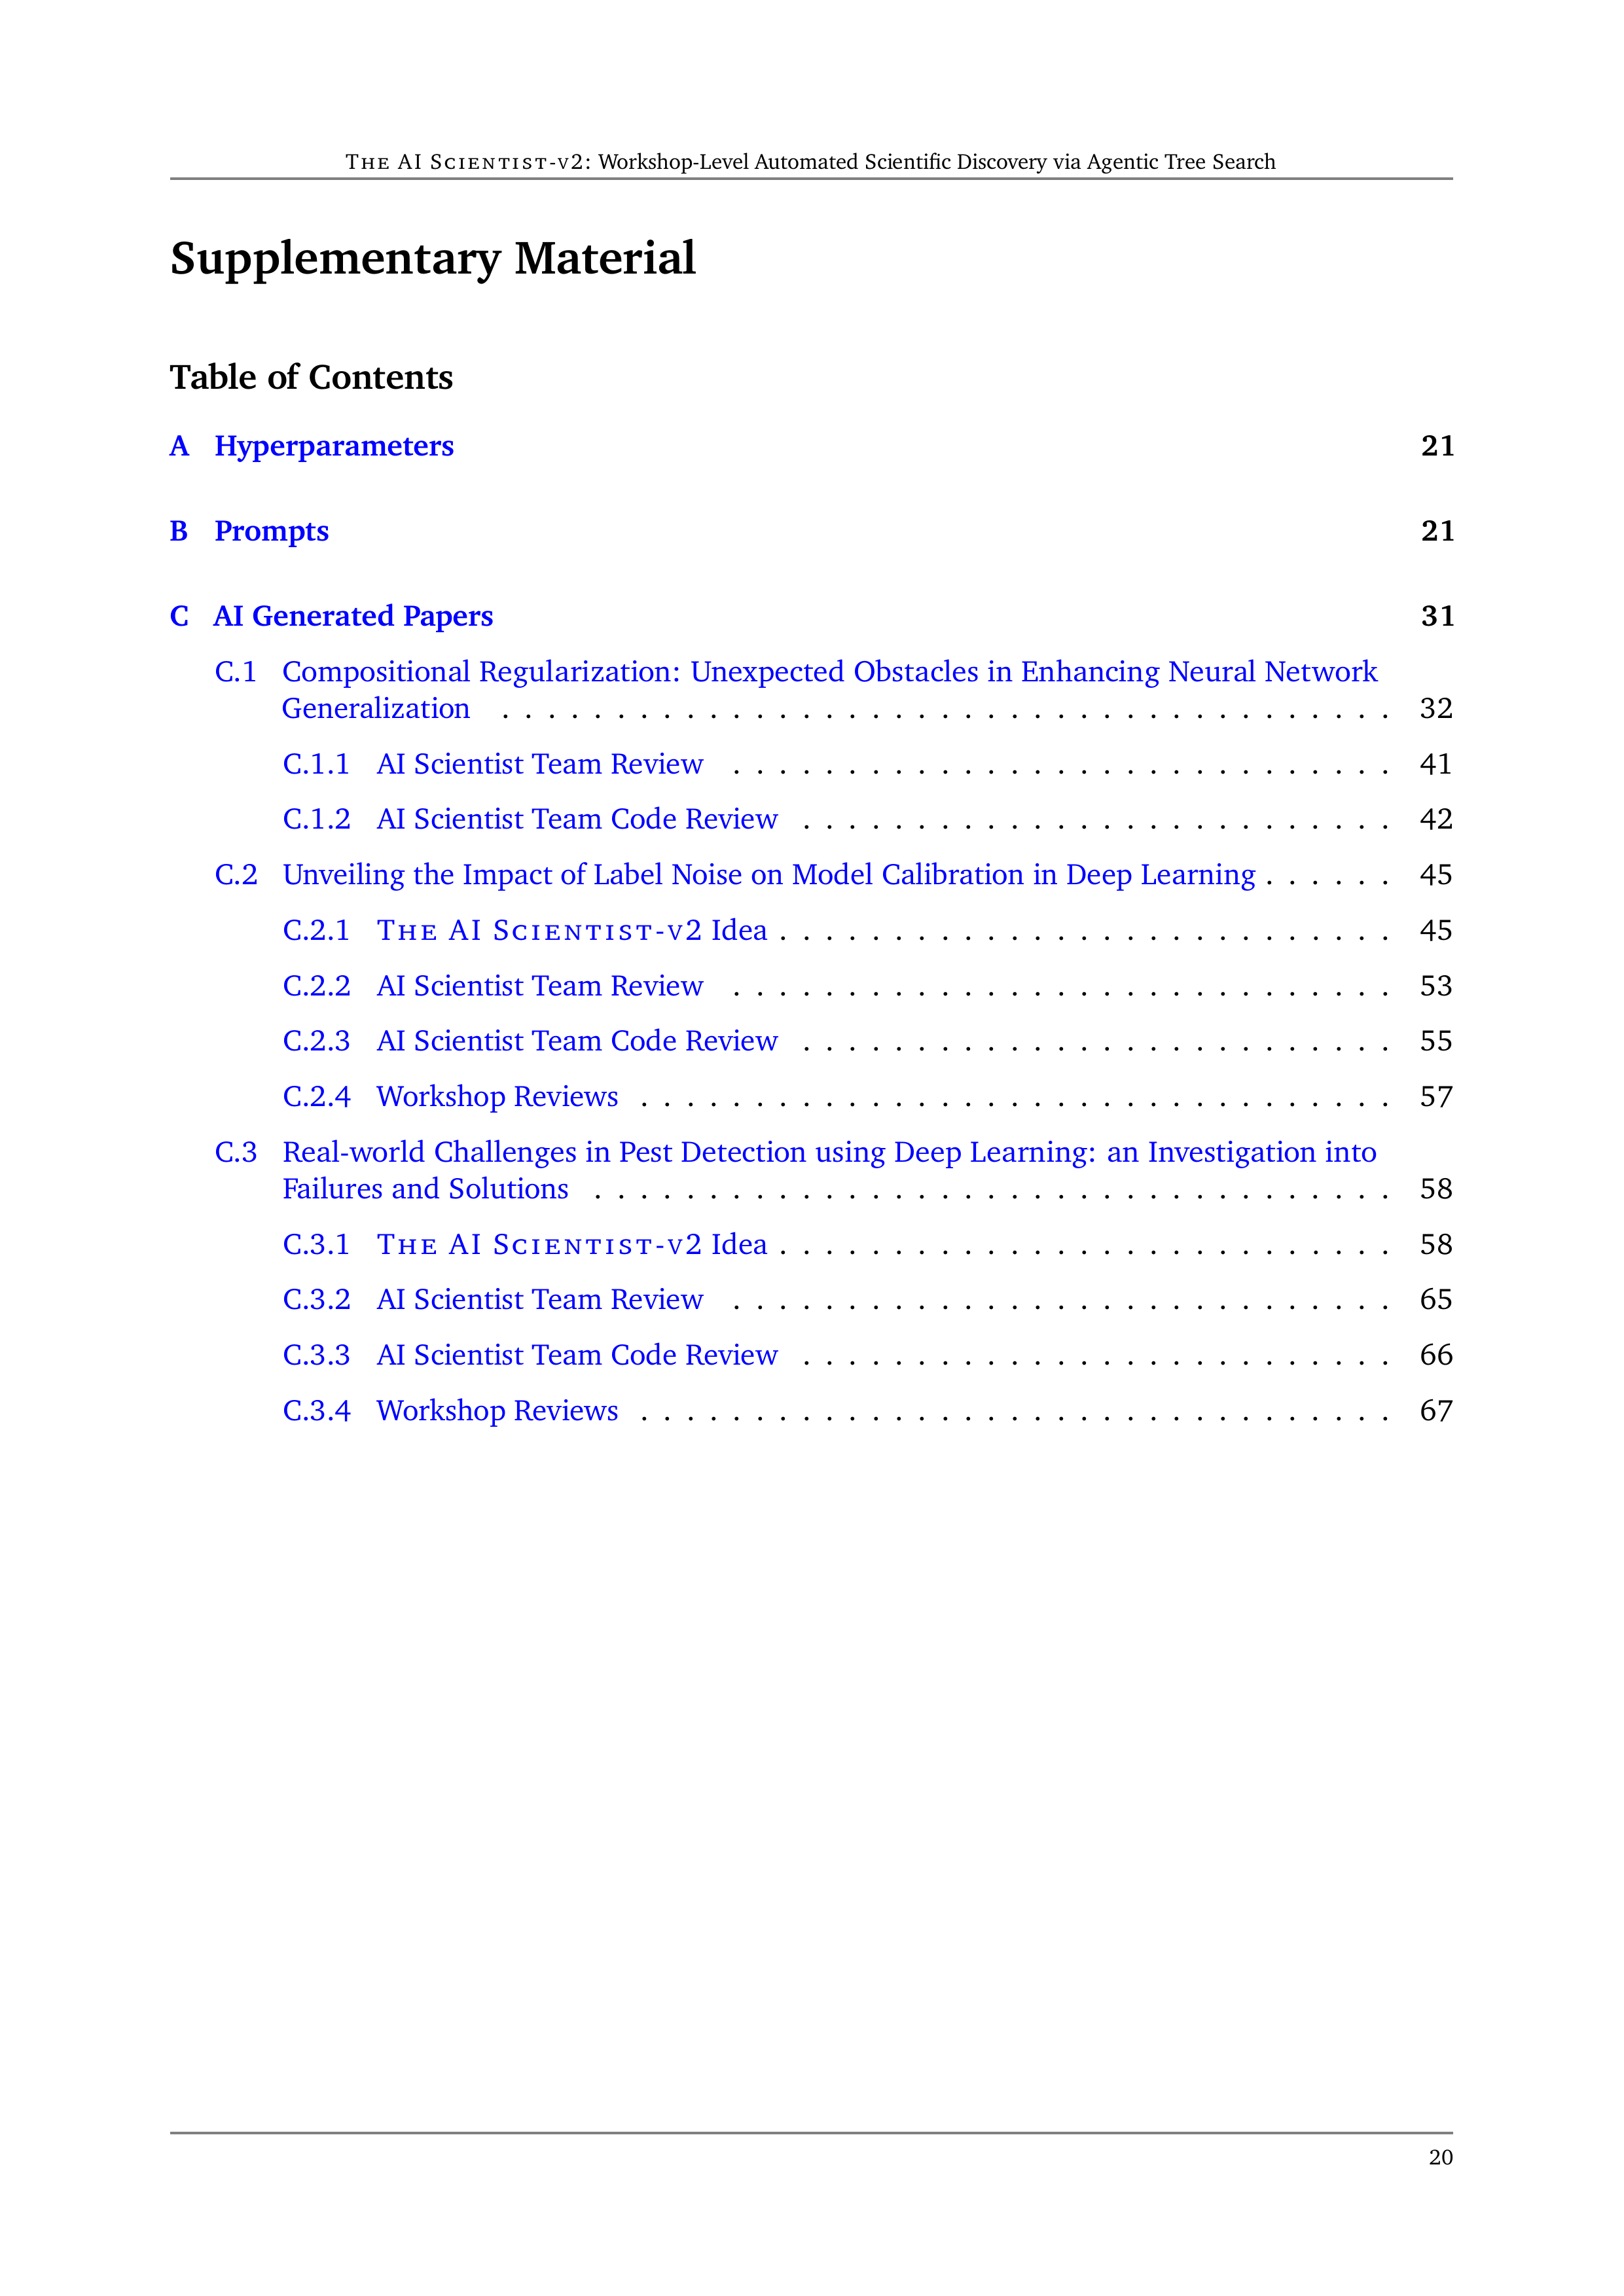 THE AI SCIENTIST-V2: Workshop-Level Automated Scientific Discovery via Agentic Tree Search
Supplementary Material
Table of Contents
A Hyperparameters 21
B Prompts 21
C AI Generated Papers 31
C.1 Compositional Regularization: Unexpected Obstacles in Enhancing Neural Network
Generalization . . . . . . . . . . . . . . . . . . . . . . . . . . . . . . . . . . . . . . . 32
C.1.1 AI Scientist Team Review . . . . . . . . . . . . . . . . . . . . . . . . . . . . . 41
C.1.2 AI Scientist Team Code Review . . . . . . . . . . . . . . . . . . . . . . . . . . 42
C.2 Unveiling the Impact of Label Noise on Model Calibration in Deep Learning . . . . . . 45
C.2.1 THE AI SCIENTIST-V2 Idea . . . . . . . . . . . . . . . . . . . . . . . . . . . 45
C.2.2 AI Scientist Team Review . . . . . . . . . . . . . . . . . . . . . . . . . . . . . 53
C.2.3 AI Scientist Team Code Review . . . . . . . . . . . . . . . . . . . . . . . . . . 55
C.2.4 Workshop Reviews . . . . . . . . . . . . . . . . . . . . . . . . . . . . . . . . . 57
C.3 Real-world Challenges in Pest Detection using Deep Learning: an Investigation into
Failures and Solutions . . . . . . . . . . . . . . . . . . . . . . . . . . . . . . . . . . . 58
C.3.1 THE AI SCIENTIST-V2 Idea . . . . . . . . . . . . . . . . . . . . . . . . . . . 58
C.3.2 AI Scientist Team Review . . . . . . . . . . . . . . . . . . . . . . . . . . . . . 65
C.3.3 AI Scientist Team Code Review . . . . . . . . . . . . . . . . . . . . . . . . . . 66
C.3.4 Workshop Reviews . . . . . . . . . . . . . . . . . . . . . . . . . . . . . . . . . 67
20